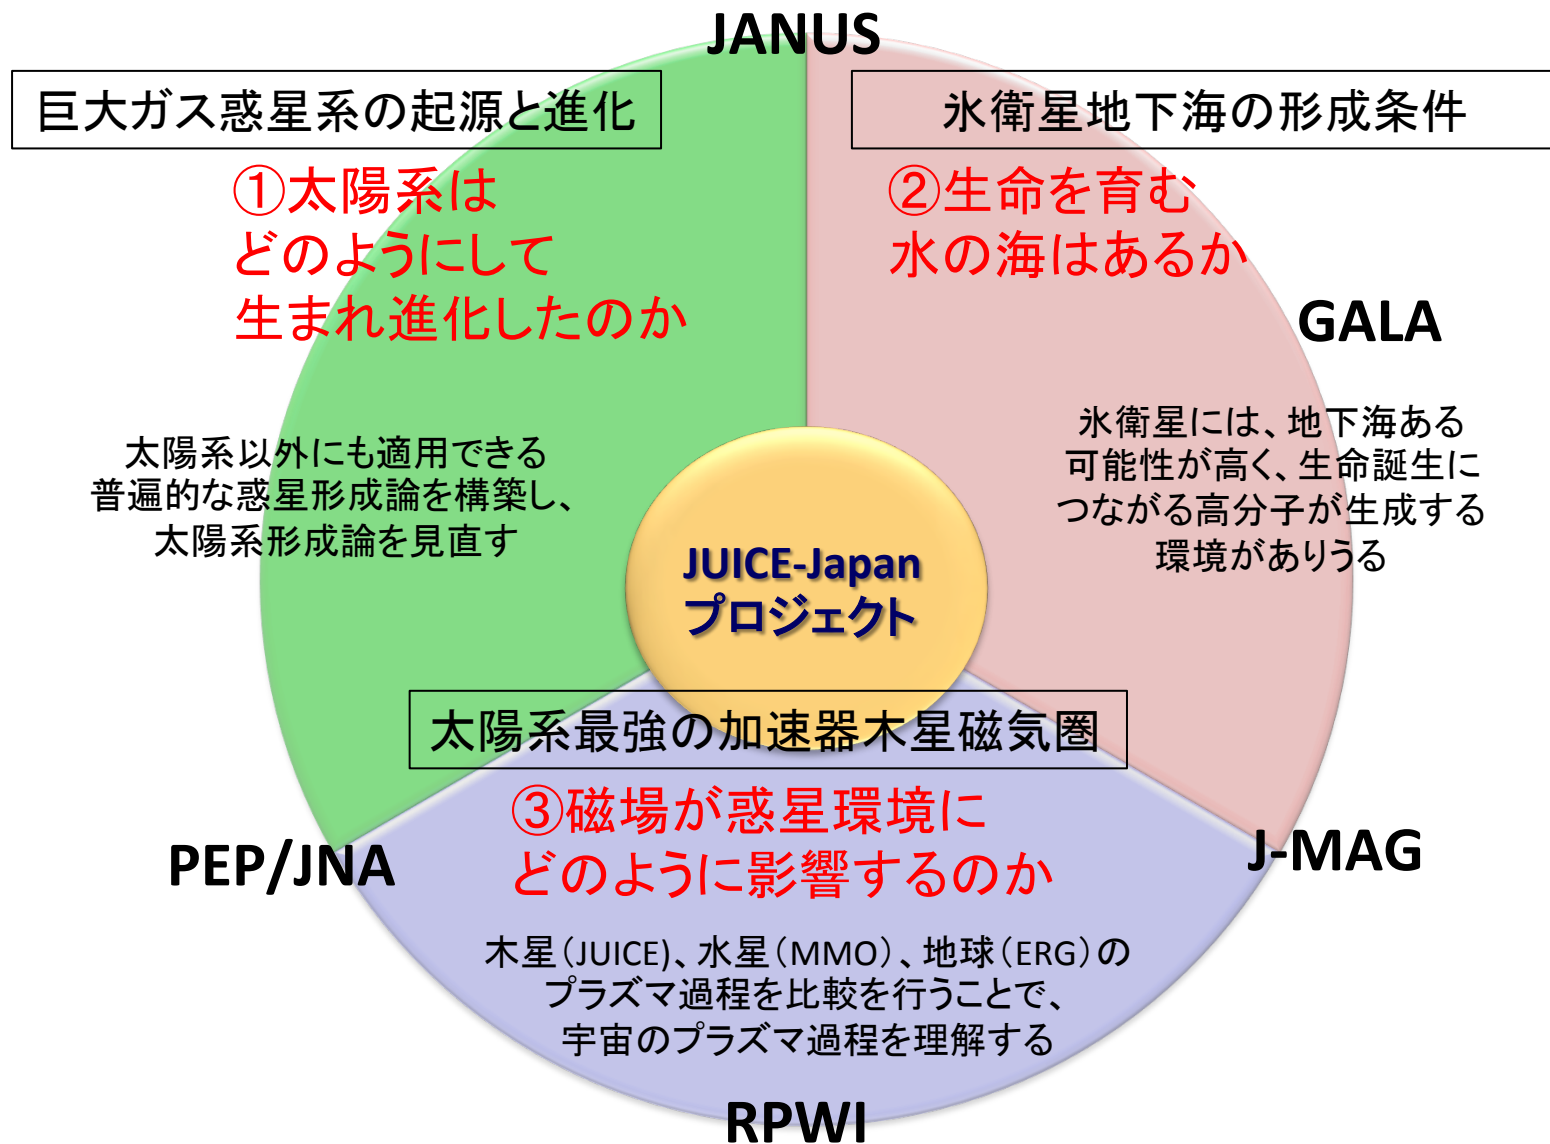 JANUS
巨大ガス惑星系の起源と進化
①太陽系は
どのようにして
生まれ進化したのか
太陽系以外にも適用できる
普遍的な惑星形成論を構築し、
太陽系形成論を見直す
氷衛星地下海の形成条件
②生命を育む
水の海はあるか
GALA
氷衛星には、地下海ある
可能性が高く、生命誕生に
つながる高分子が生成する
環境がありうる
JUICE-Japan
プロジェクト
太陽系最強の加速器木星磁気圏
③磁場が惑星環境に
どのように影響するのか
PEP/JNA
J-MAG
木星(JUICE)、水星(MMO)、地球(ERG)の
プラズマ過程を比較を行うことで、
宇宙のプラズマ過程を理解する
RPWI